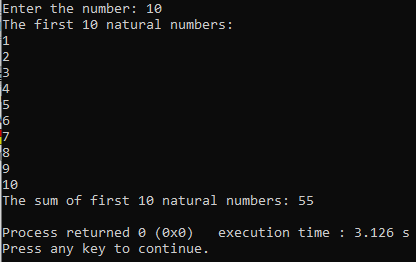 Enter the number: 10
The first 10 natural numbers:
1
2
3
4
5
6
7
8
9
10
The sum of first 10 natural numbers: 55
Process returned 0 (0x0)   execution time : 3.126 s
Press any key to continue.